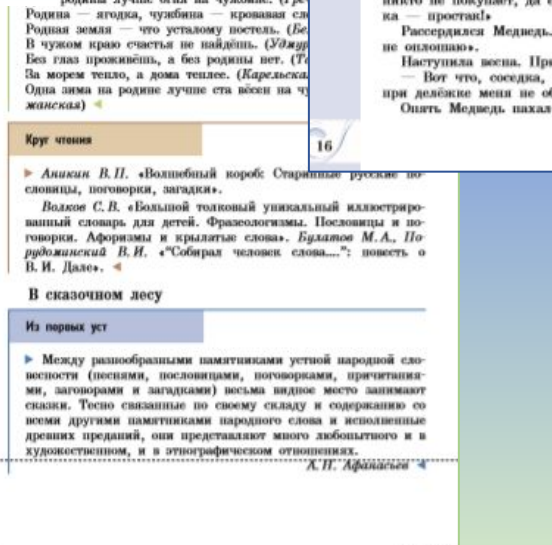 родины лучше огня на чужбине.
Родина — ягодка, чужбина — кровавая
Родная земля — что усталому постель.
В чужом краю счастья не найдёшь.
Без глаз проживёшь, а без родины нет.
За морем тепло, а дома теплее. (Карельска
Одна зима на родине лучше ста вёсен на
жанская)
Круг чтения
Аникин В. П. «Волшебный короб: Старинные русские по-
словицы, поговорки, загадки».
Волков С. В. «Большой толковый уникальный иллюстриро-
ванный словарь для детей. Фразеологизмы. Пословицы и по-
говорки. Афоризмы и крылатые слова». Булатов М. А., По-
рудоминский В. И. «"Собирал человек слова...": повесть о
В. И. Дале».
В сказочном лесу
Из первых уст
Между разнообразными памятниками устной народной сло-
весности (песнями, пословицами, поговорками, причитания-
ми, заговорами и загадками) весьма видное место занимают
сказки. Тесно связанные по своему складу и содержанию со
всеми другими памятниками народного слова и исполненные
древних преданий, они представляют много любопытного и в
художественном, и в этнографическом отношениях.
А. Н. Афанасьев
никто не покупает, да
ка — простак!»
Рассердился Медведь.
не оплошаю».
Наступила весна.
— Вот что, соседка,
при делёжке меня не
Опять Медведь пахал
16